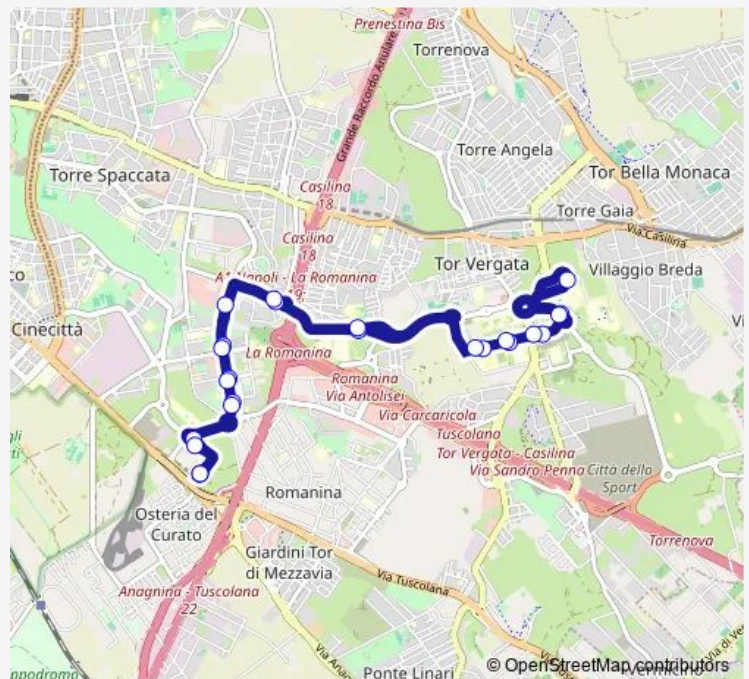 Prenestina Bis
Torrenova
Grande Raccordo Anulare
Torre Angela
Torre Spaccata
Tor Bella Monaca
Casilina
18
Torre Gaia
Via Casilina
Casilina
18
Tor Vergata
Villaggio Breda
A1 Napoli - La Romanina
19
Cinecittà
La Romanina
Romanina
Via Antolisei
Via Carcaricola
Tuscolana
Tor Vergata - Casilina
Via Sandro Penna
Città dello
Sport
Romanina
Osteria del
Curato
Torrenova
Giardini Tor
di Mezzavia
Anagnina - Tuscolana
22
Via Tuscolana
Ponte Linari
© OpenStreetMap contributors
Vermicino